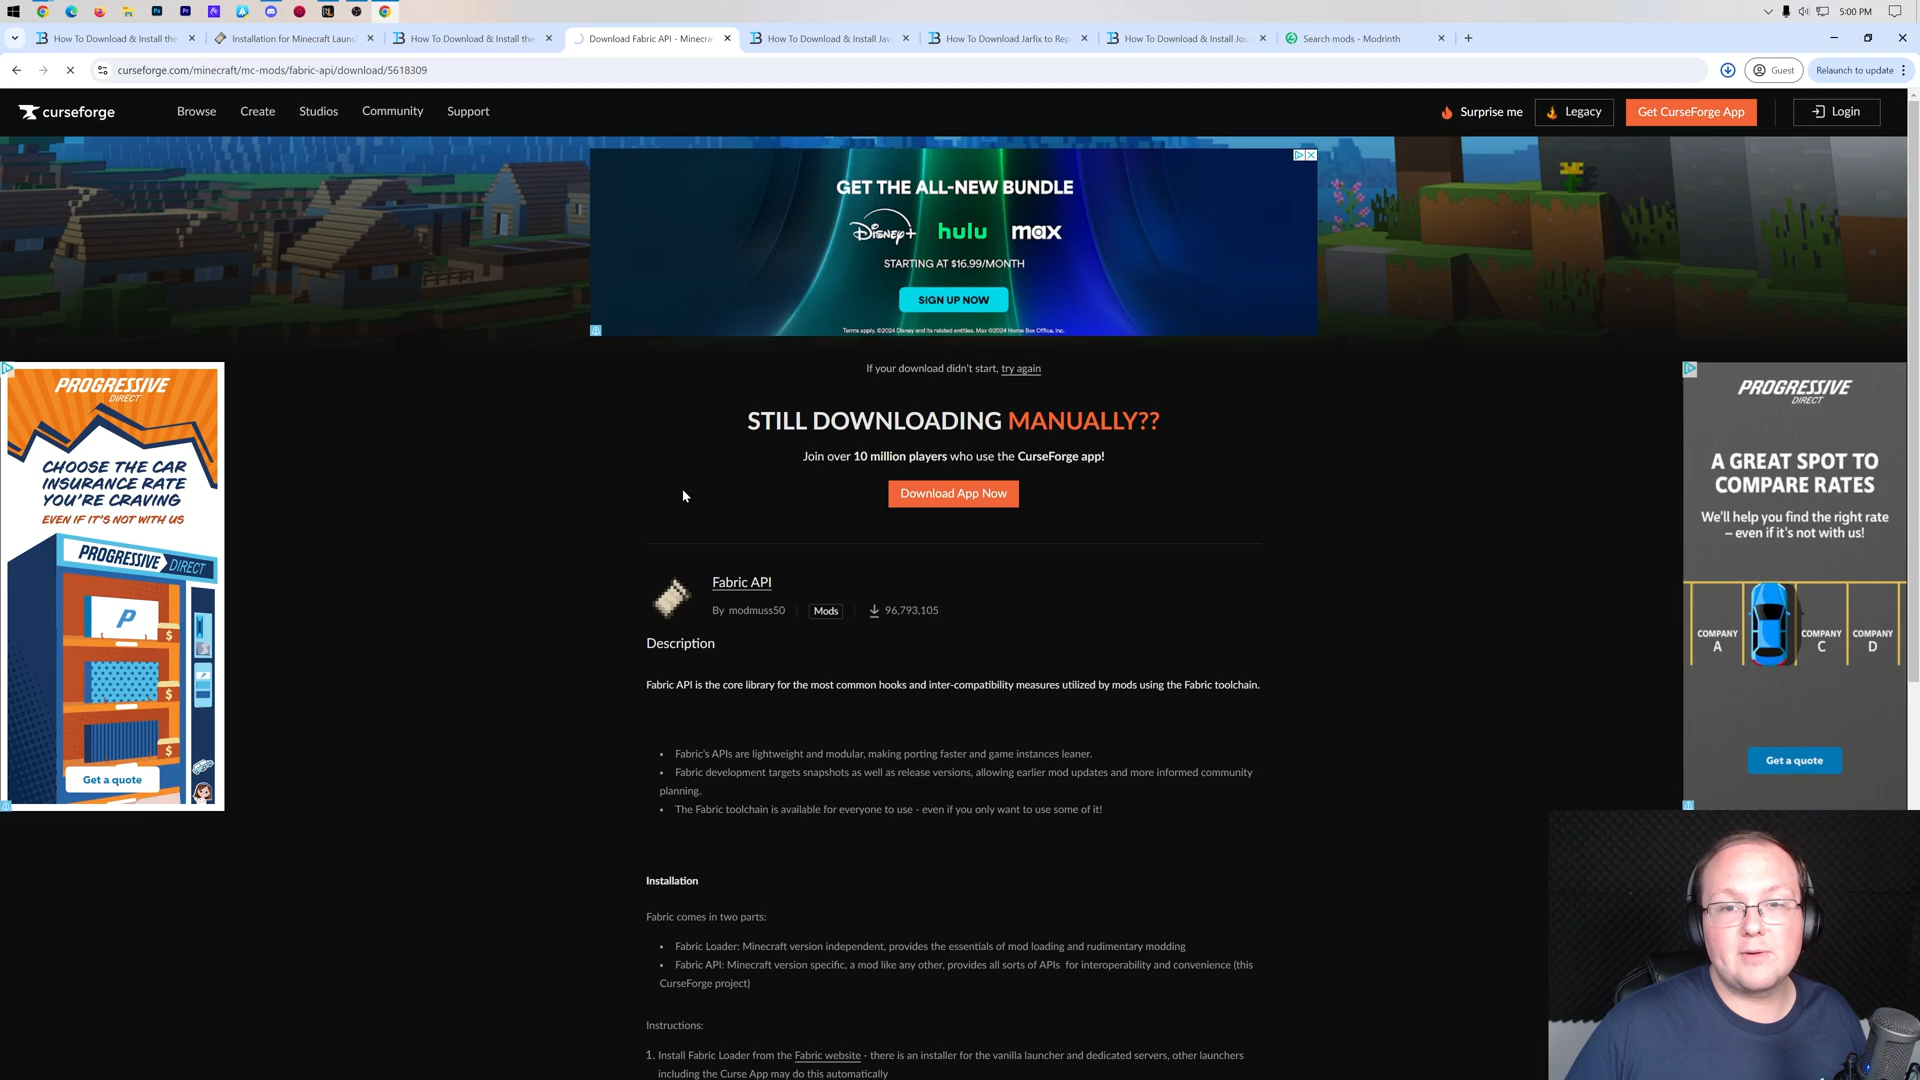 5:00 PM
How To Download & Install the
Installation for Minecraft Launc
How To Download & Install the
Download Fabric API - Minecra
How To Download & Install Jav
How To Download Jarfix to Rep
How To Download & Install Jou
Search mods - Modrinth
curseforge.com/minecraft/mc-mods/fabric-api/download/5618309
Guest
Relaunch to update
curseforge
Browse
Create
Studios
Community
Support
Surprise me
Legacy
Get CurseForge App
Login
GET THE ALL-NEW BUNDLE
Disney+ hulu max
STARTING AT $16.99/MONTH
SIGN UP NOW
Terms apply. ©2024 Disney and its related entities. Max ©2024 Home Box Office, Inc.
If your download didn't start, try again
STILL DOWNLOADING MANUALLY??
Join over 10 million players who use the CurseForge app!
Download App Now
Fabric API
By modmuss50
Mods
96,793,105
Description
Fabric API is the core library for the most common hooks and inter-compatibility measures utilized by mods using the Fabric toolchain.
• Fabric's APIs are lightweight and modular, making porting faster and game instances leaner.
• Fabric development targets snapshots as well as release versions, allowing earlier mod updates and more informed community
planning.
• The Fabric toolchain is available for everyone to use - even if you only want to use some of it!
Installation
Fabric comes in two parts:
• Fabric Loader: Minecraft version independent, provides the essentials of mod loading and rudimentary modding
• Fabric API: Minecraft version specific, a mod like any other, provides all sorts of APIs for interoperability and convenience (this
CurseForge project)
Instructions:
1. Install Fabric Loader from the Fabric website - there is an installer for the vanilla launcher and dedicated servers, other launchers
including the Curse App may do this automatically
PROGRESSIVE
DIRECT
CHOOSE THE CAR
INSURANCE RATE
YOU'RE CRAVING
EVEN IF IT'S NOT WITH US
PROGRESSIVE DIRECT
P
$
$
$
Get a quote
PROGRESSIVE
DIRECT
A GREAT SPOT TO
COMPARE RATES
We'll help you find the right rate
– even if it's not with us!
COMPANY
A
COMPANY
C
COMPANY
D
Get a quote